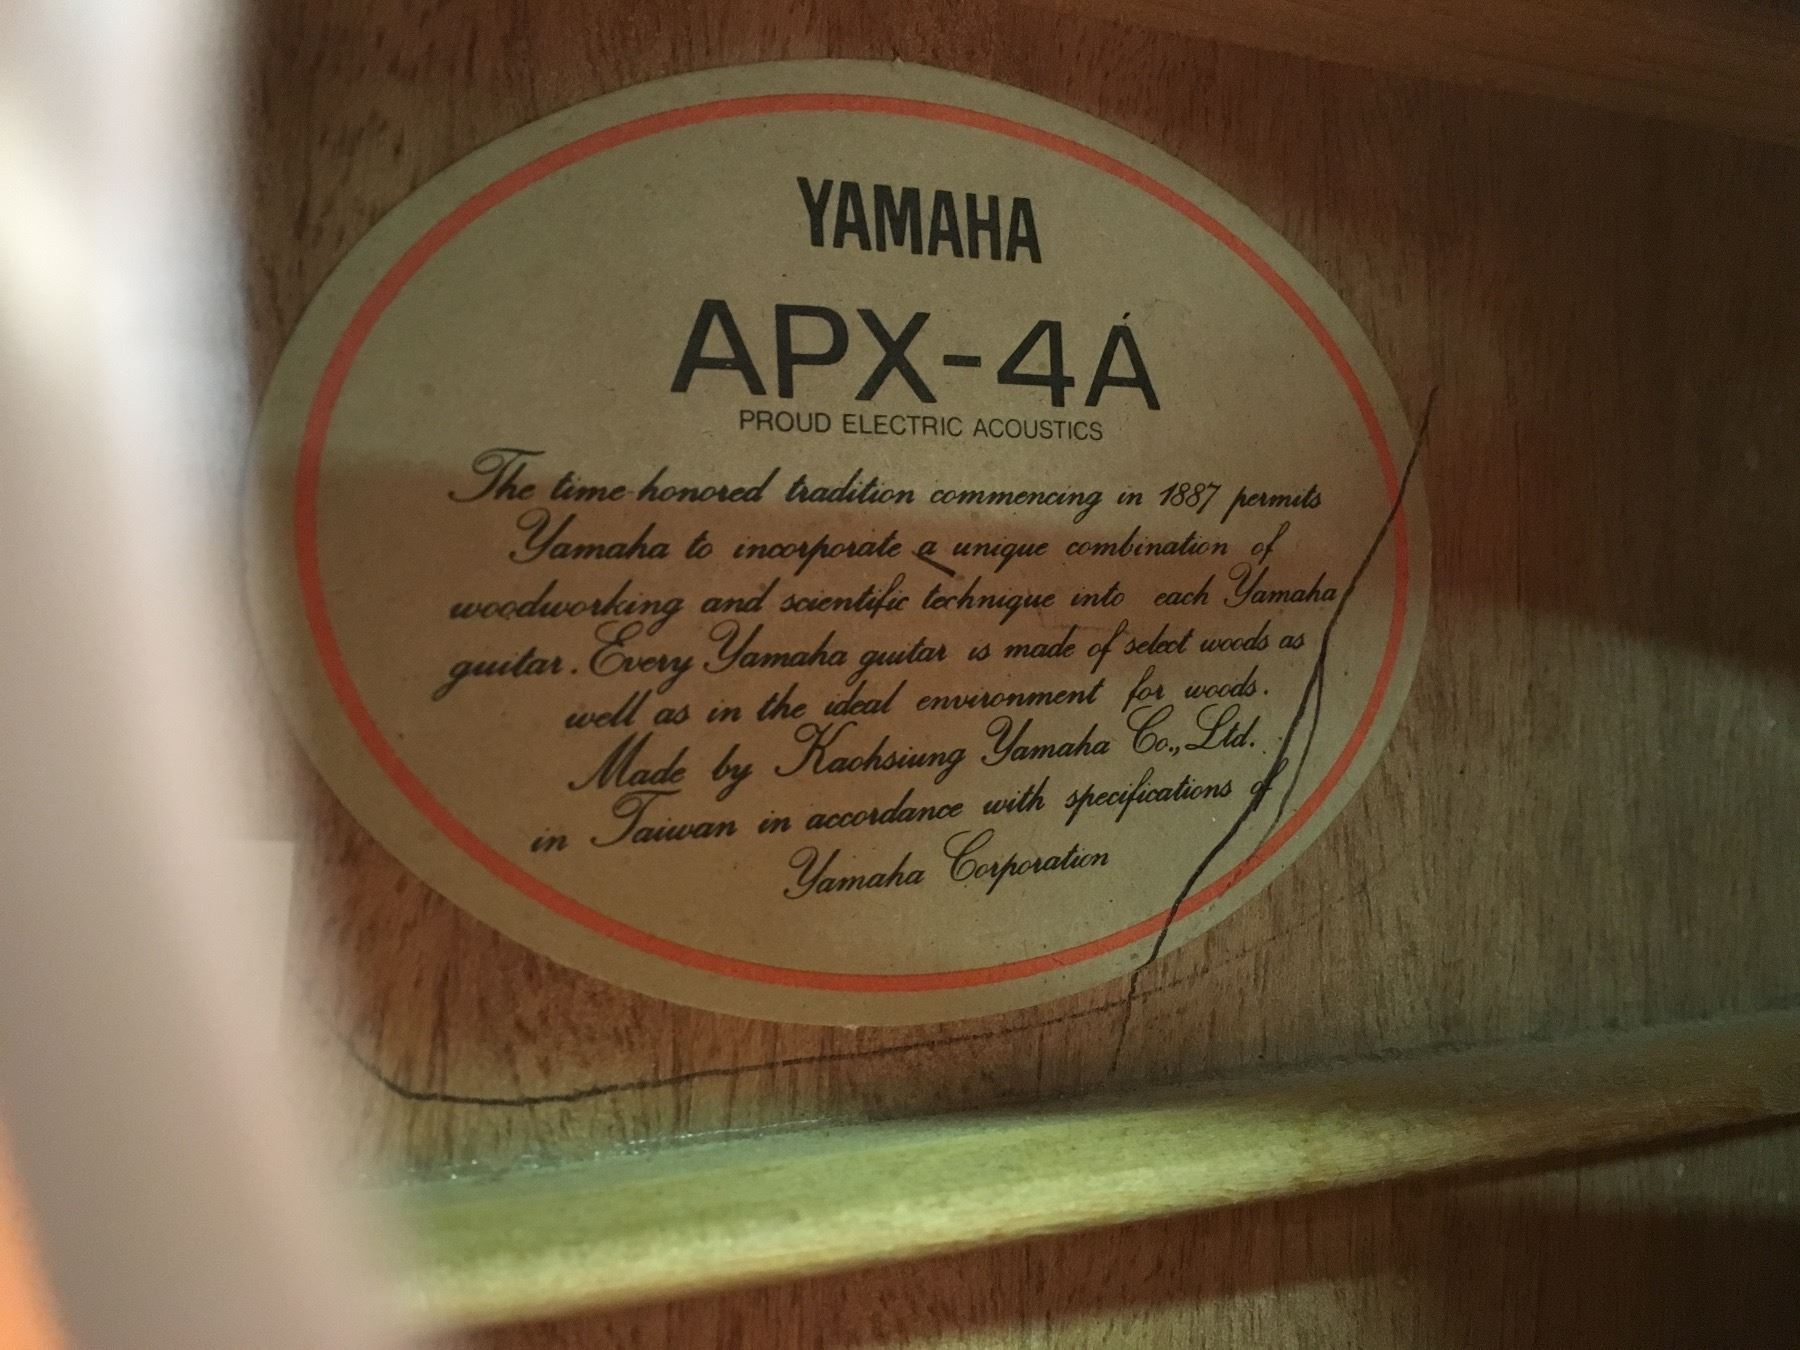 YAMAHA
APX-4A
PROUD ELECTRIC ACOUSTICS
The time-honored tradition commencing in 1887 permits
Yamaha to incorporate a unique combination of
woodworking and scientific technique into each Yamaha
guitar. Every Yamaha guitar is made of select woods as
well as in the ideal environment for woods.
Made by Kaohsiung Yamaha Co., Ltd.
in Taiwan in accordance with specifications of
Yamaha Corporation